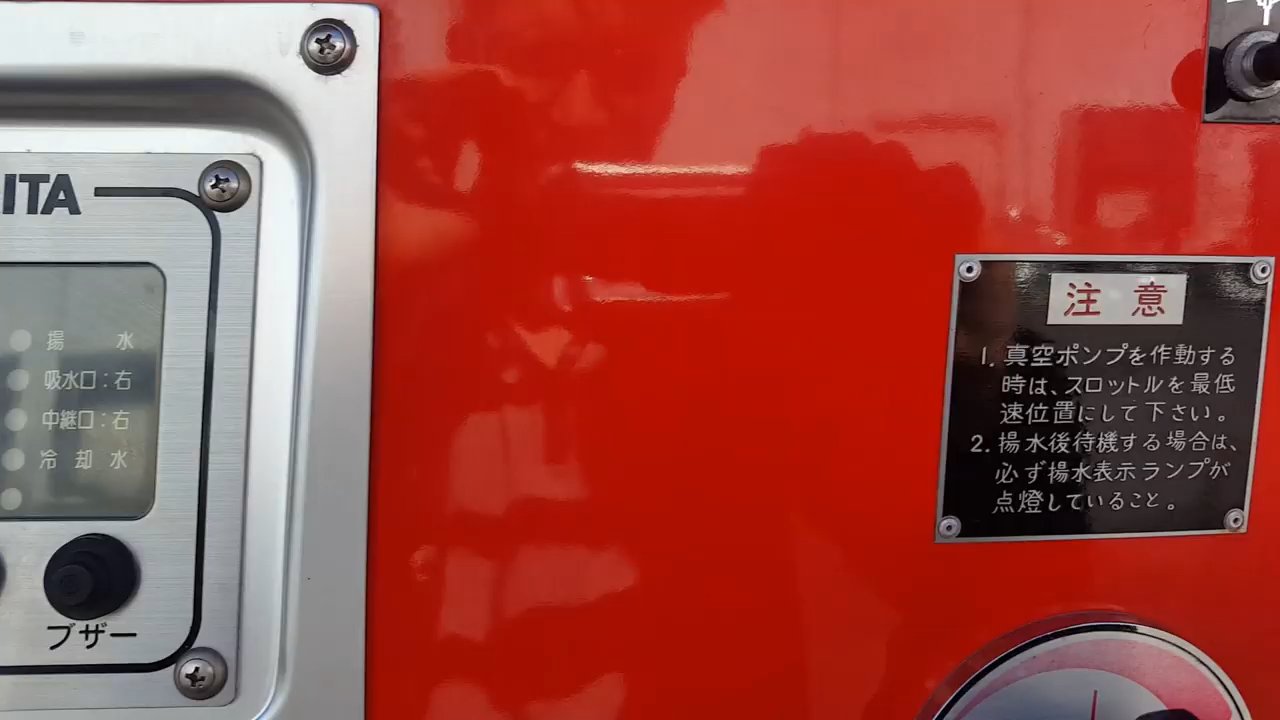 ITA
揚 水
吸水口：右
中継口：右
冷 却 水
ブザー
注 意
1. 真空ポンプを作動する
時は、スロットルを最低
速位置にして下さい。
2. 揚水後待機する場合は、
必ず揚水表示ランプが
点燈していること。